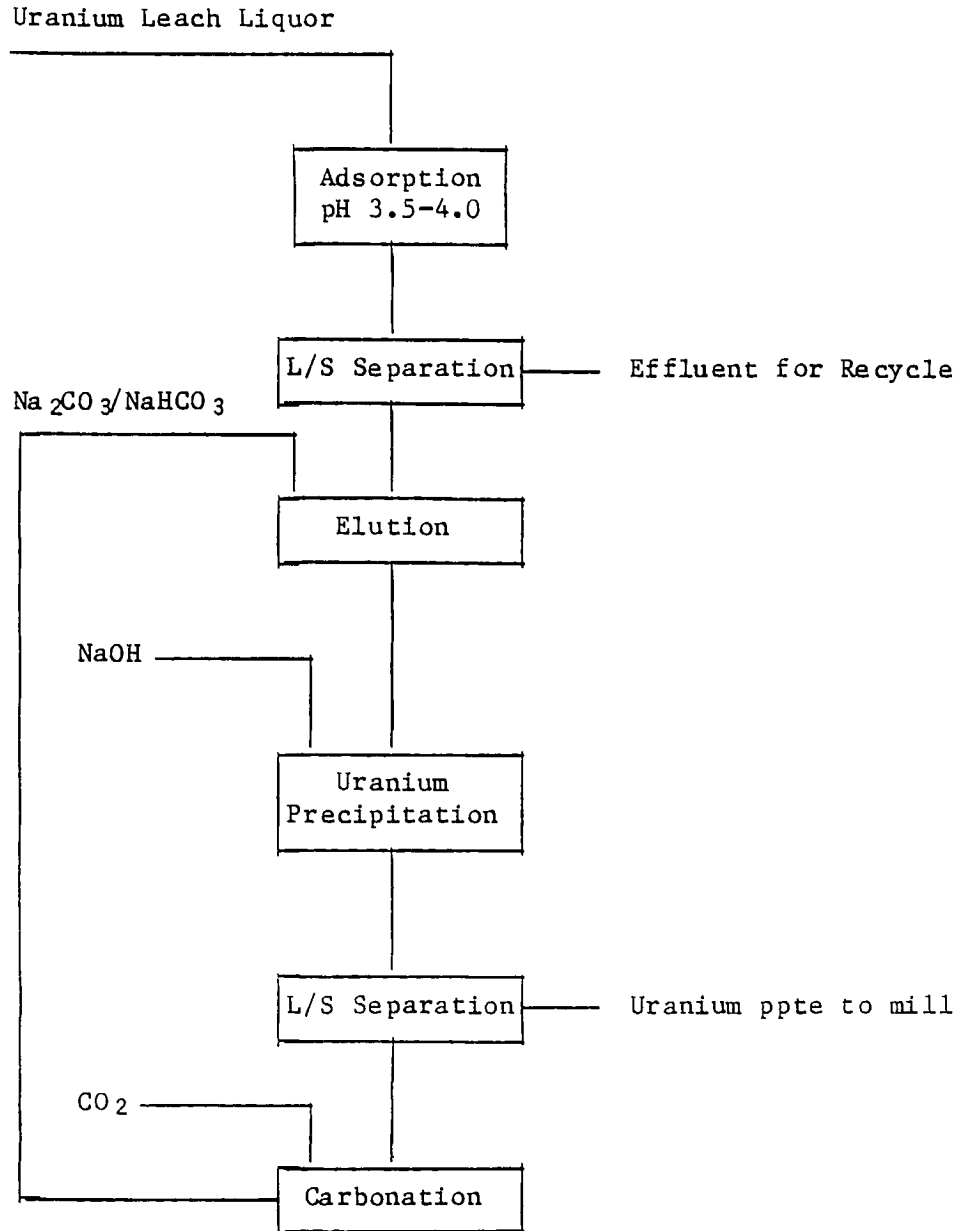 Uranium Leach Liquor
Adsorption
pH 3.5-4.0
L/S Separation
Effluent for Recycle
Na2CO3/NaHCO3
Elution
NaOH
Uranium
Precipitation
L/S Separation
Uranium ppte to mill
CO2
Carbonation